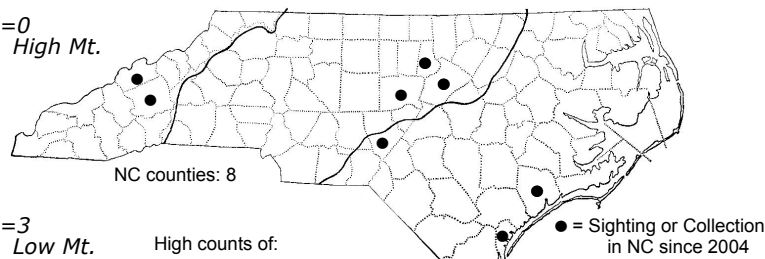 =0
High Mt.
NC counties: 8
=3
Low Mt.
High counts of:
● = Sighting or Collection
in NC since 2004